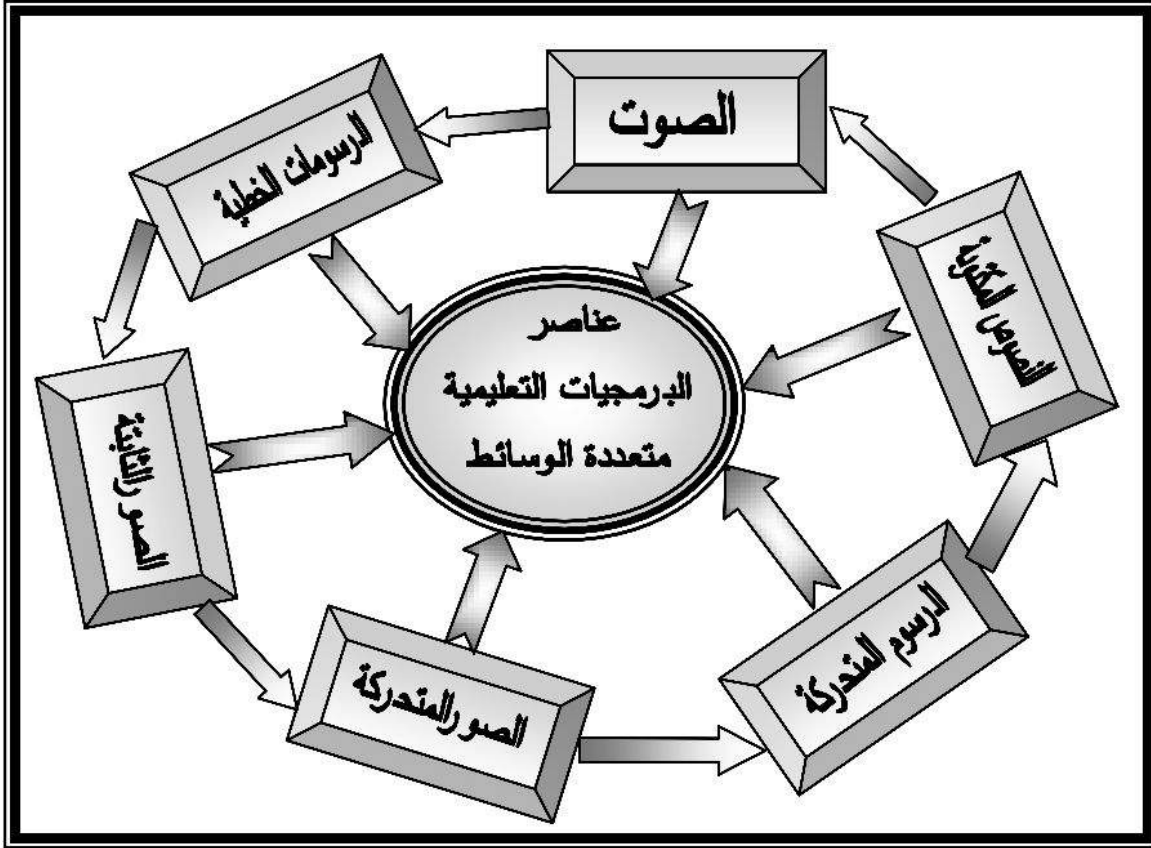 الصوت
الرسومات الخطية
النصوص المكتوبة
عناصر
البرمجيات التعليمية
متعددة الوسائط
الصور الثابتة
الرسوم المتحركة
الصور المتحركة